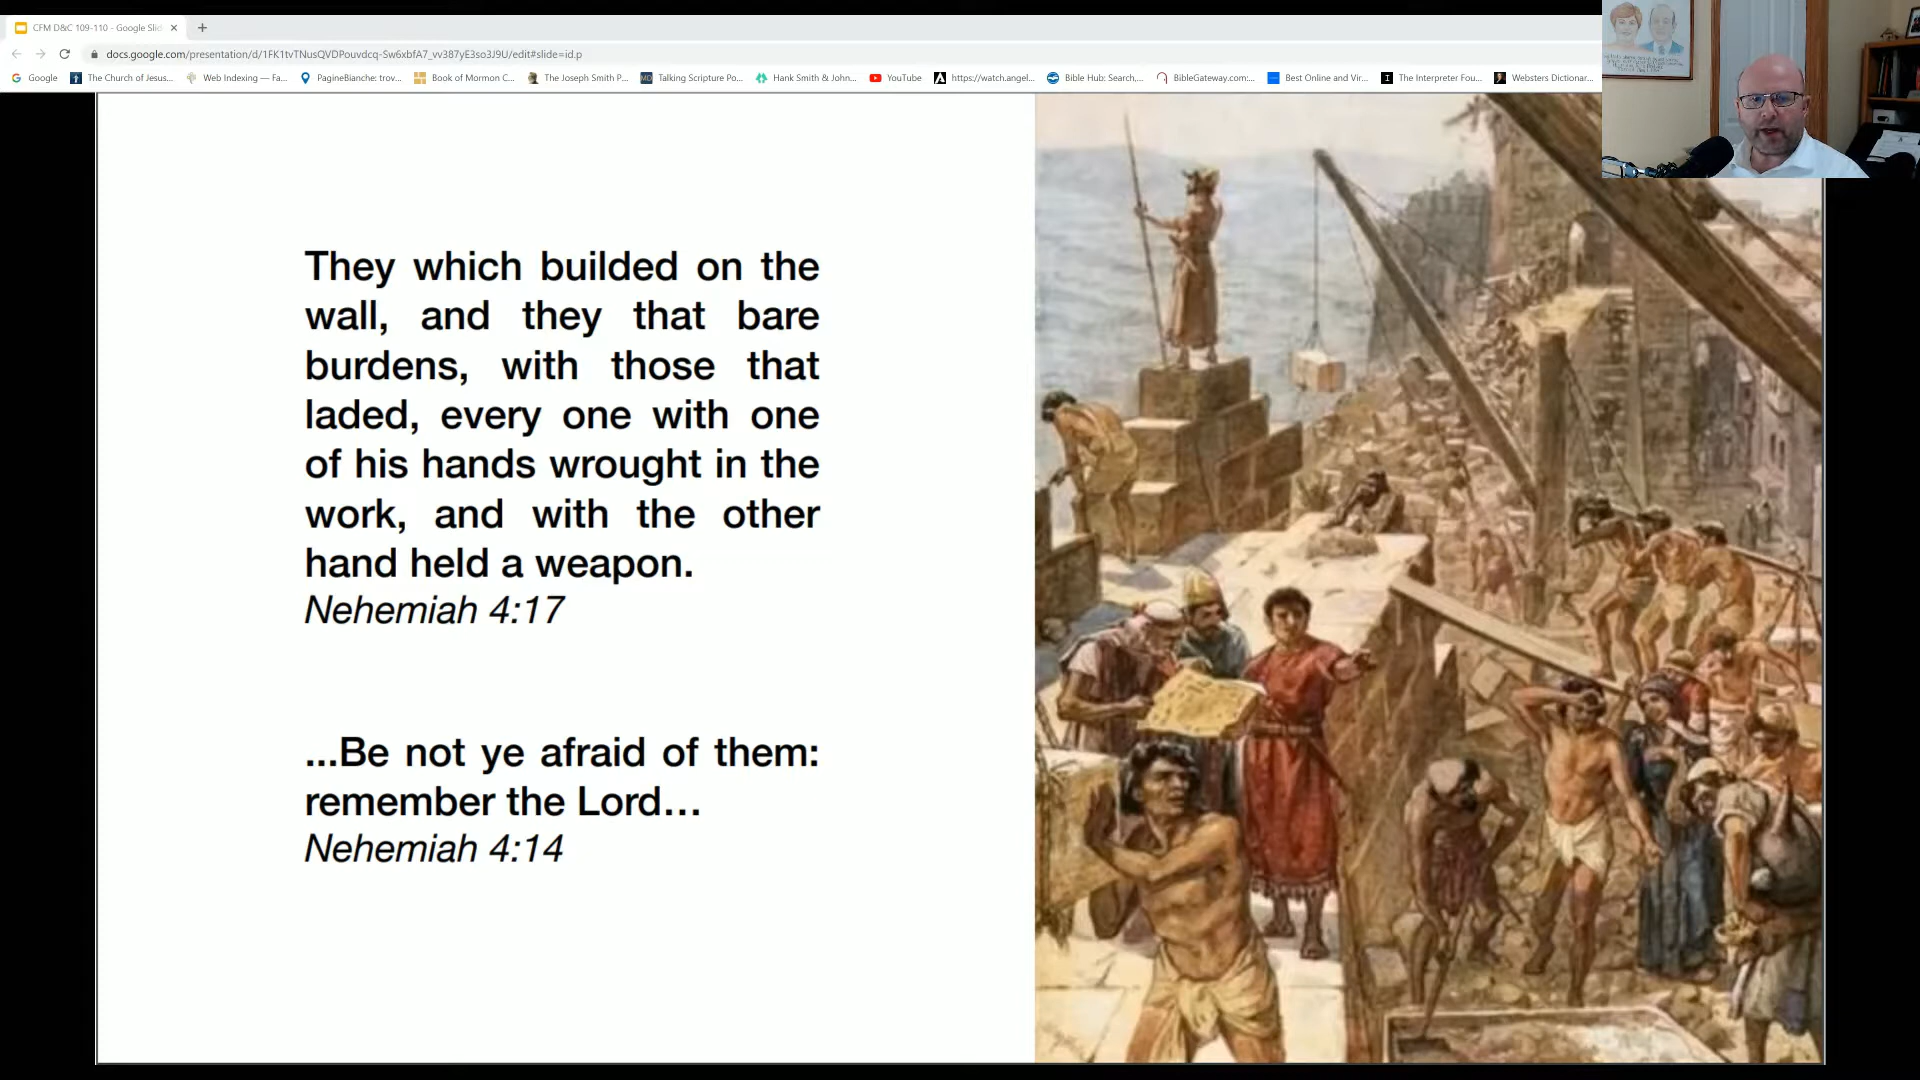 CFM D&C 109-110 - Google Slid
docs.google.com/presentation/d/1FK1tvTNusQVDPouvdcq-Sw6xbfA7_vv387yE3so3J9U/edit#slide=id.p
Google
The Church of Jesus...
Web Indexing — Fa...
PagineBianche: trov...
Book of Mormon C...
The Joseph Smith P...
Talking Scripture Po...
Hank Smith & John...
YouTube
https://watch.angel...
Bible Hub: Search,...
BibleGateway.com:...
Best Online and Vir...
The Interpreter Fou...
Websters Dictionar...
They which builded on the
wall, and they that bare
burdens, with those that
laded, every one with one
of his hands wrought in the
work, and with the other
hand held a weapon.
Nehemiah 4:17
...Be not ye afraid of them:
remember the Lord...
Nehemiah 4:14